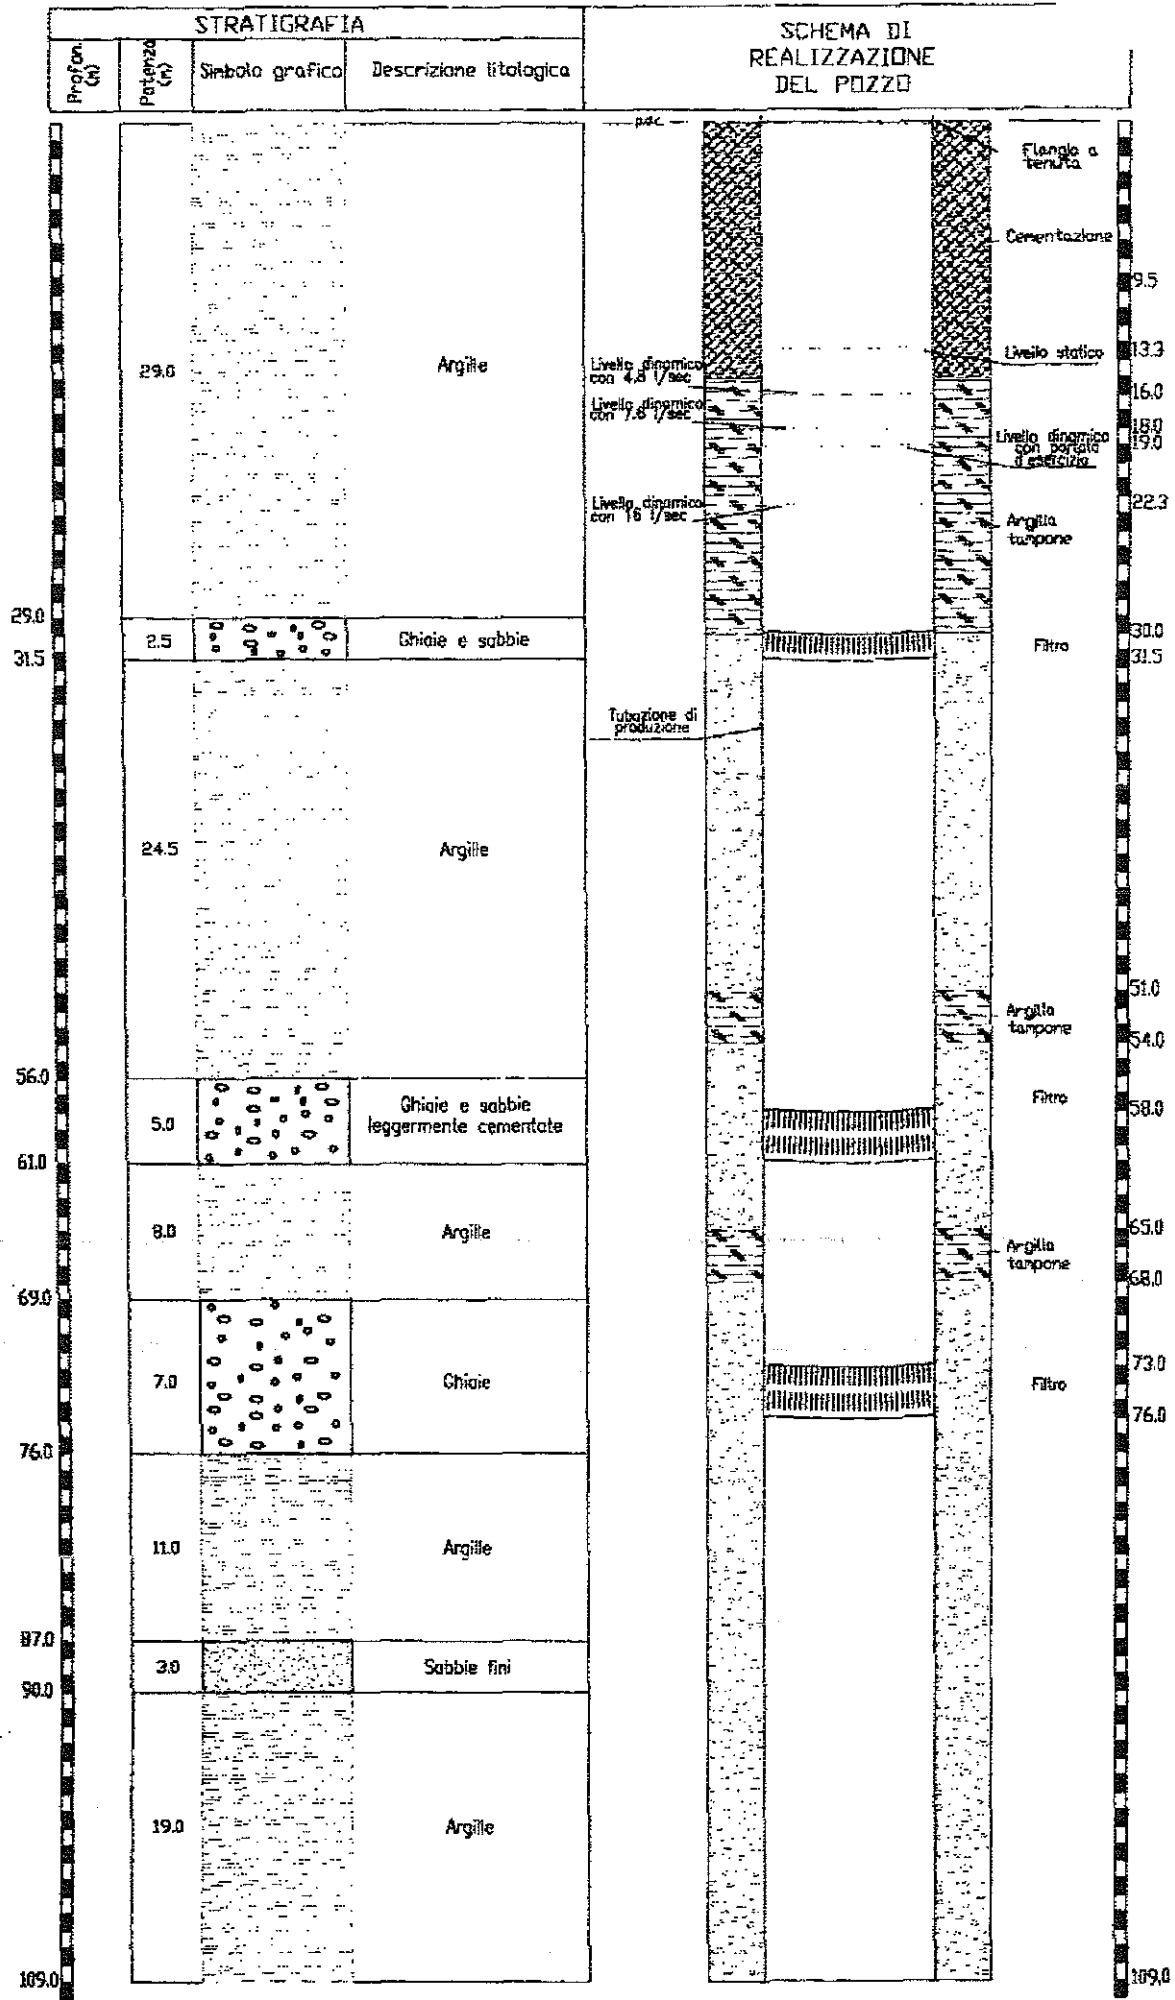 STRATIGRAFIA
SCHEMA DI
REALIZZAZIONE
DEL POZZO
Profon.
(m)
Potenza
(m)
Simbolo grafico
Descrizione litologica
p.d.c.
Flangia a
tenuta
Cementazione
9.5
Livello statico
13.3
29.0
Argille
Livello dinamico
con 4.8 l/sec
16.0
Livello dinamico
con 7.6 l/sec
18.0
Livello dinamico
con portata
d'esercizio
19.0
Livello dinamico
con 16 l/sec
22.3
Argilla
tampone
29.0
2.5
Ghiaie e sabbie
30.0
Filtro
31.5
31.5
Tubazione di
produzione
24.5
Argille
51.0
Argilla
tampone
54.0
56.0
5.0
Ghiaie e sabbie
leggermente cementate
Filtro
58.0
61.0
8.0
Argille
65.0
Argilla
tampone
68.0
69.0
7.0
Ghiaie
73.0
Filtro
76.0
76.0
11.0
Argille
87.0
3.0
Sabbie fini
90.0
19.0
Argille
109.0
109.0